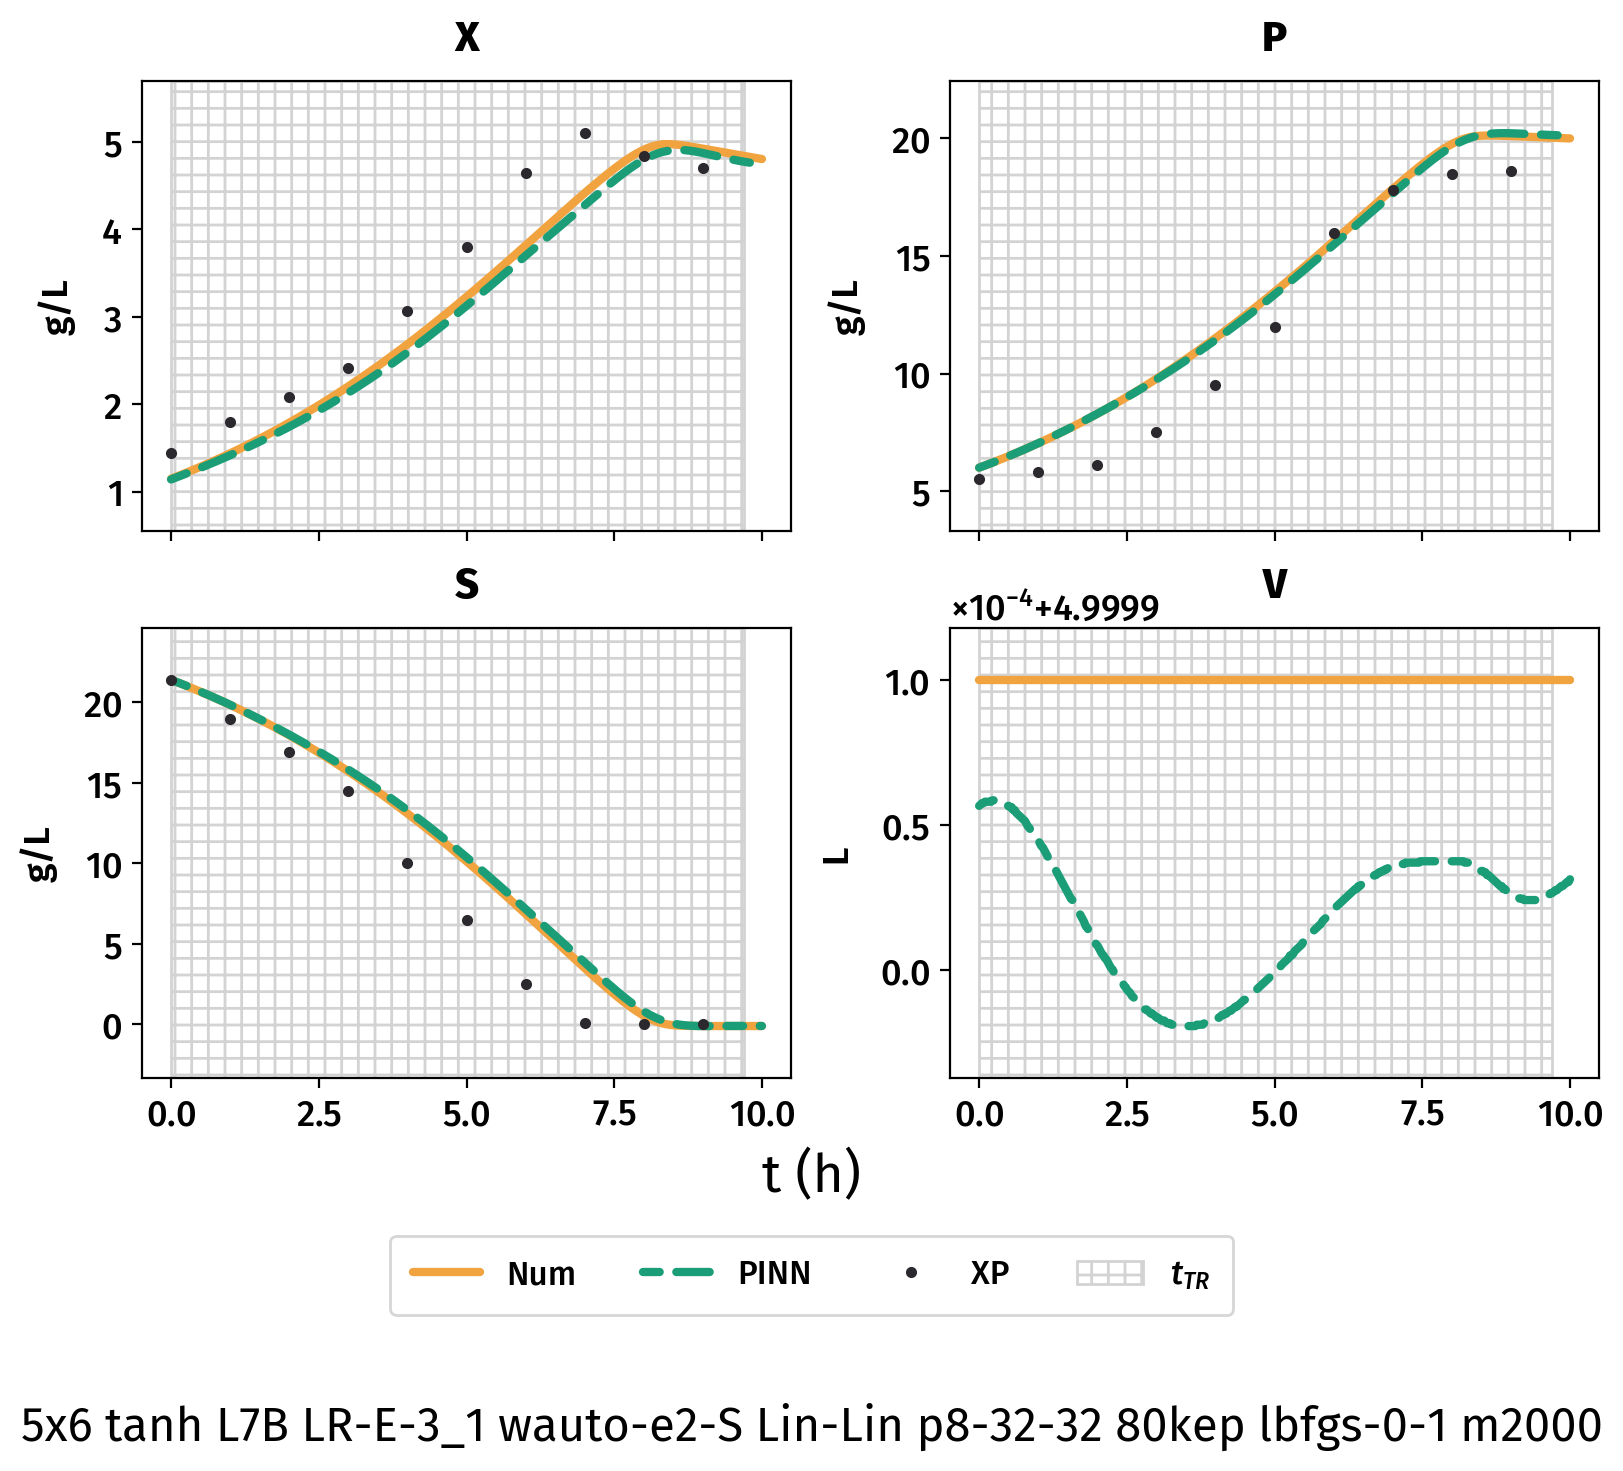 X
P
5
4
3
2
1
g/L
20
15
10
5
g/L
S
V
×10⁻⁴+4.9999
20
15
10
5
0
g/L
1.0
0.5
0.0
L
0.0 2.5 5.0 7.5 10.0
0.0 2.5 5.0 7.5 10.0
t (h)
Num PINN XP t_TR
5x6 tanh L7B LR-E-3_1 wauto-e2-S Lin-Lin p8-32-32 80kep lbfgs-0-1 m2000